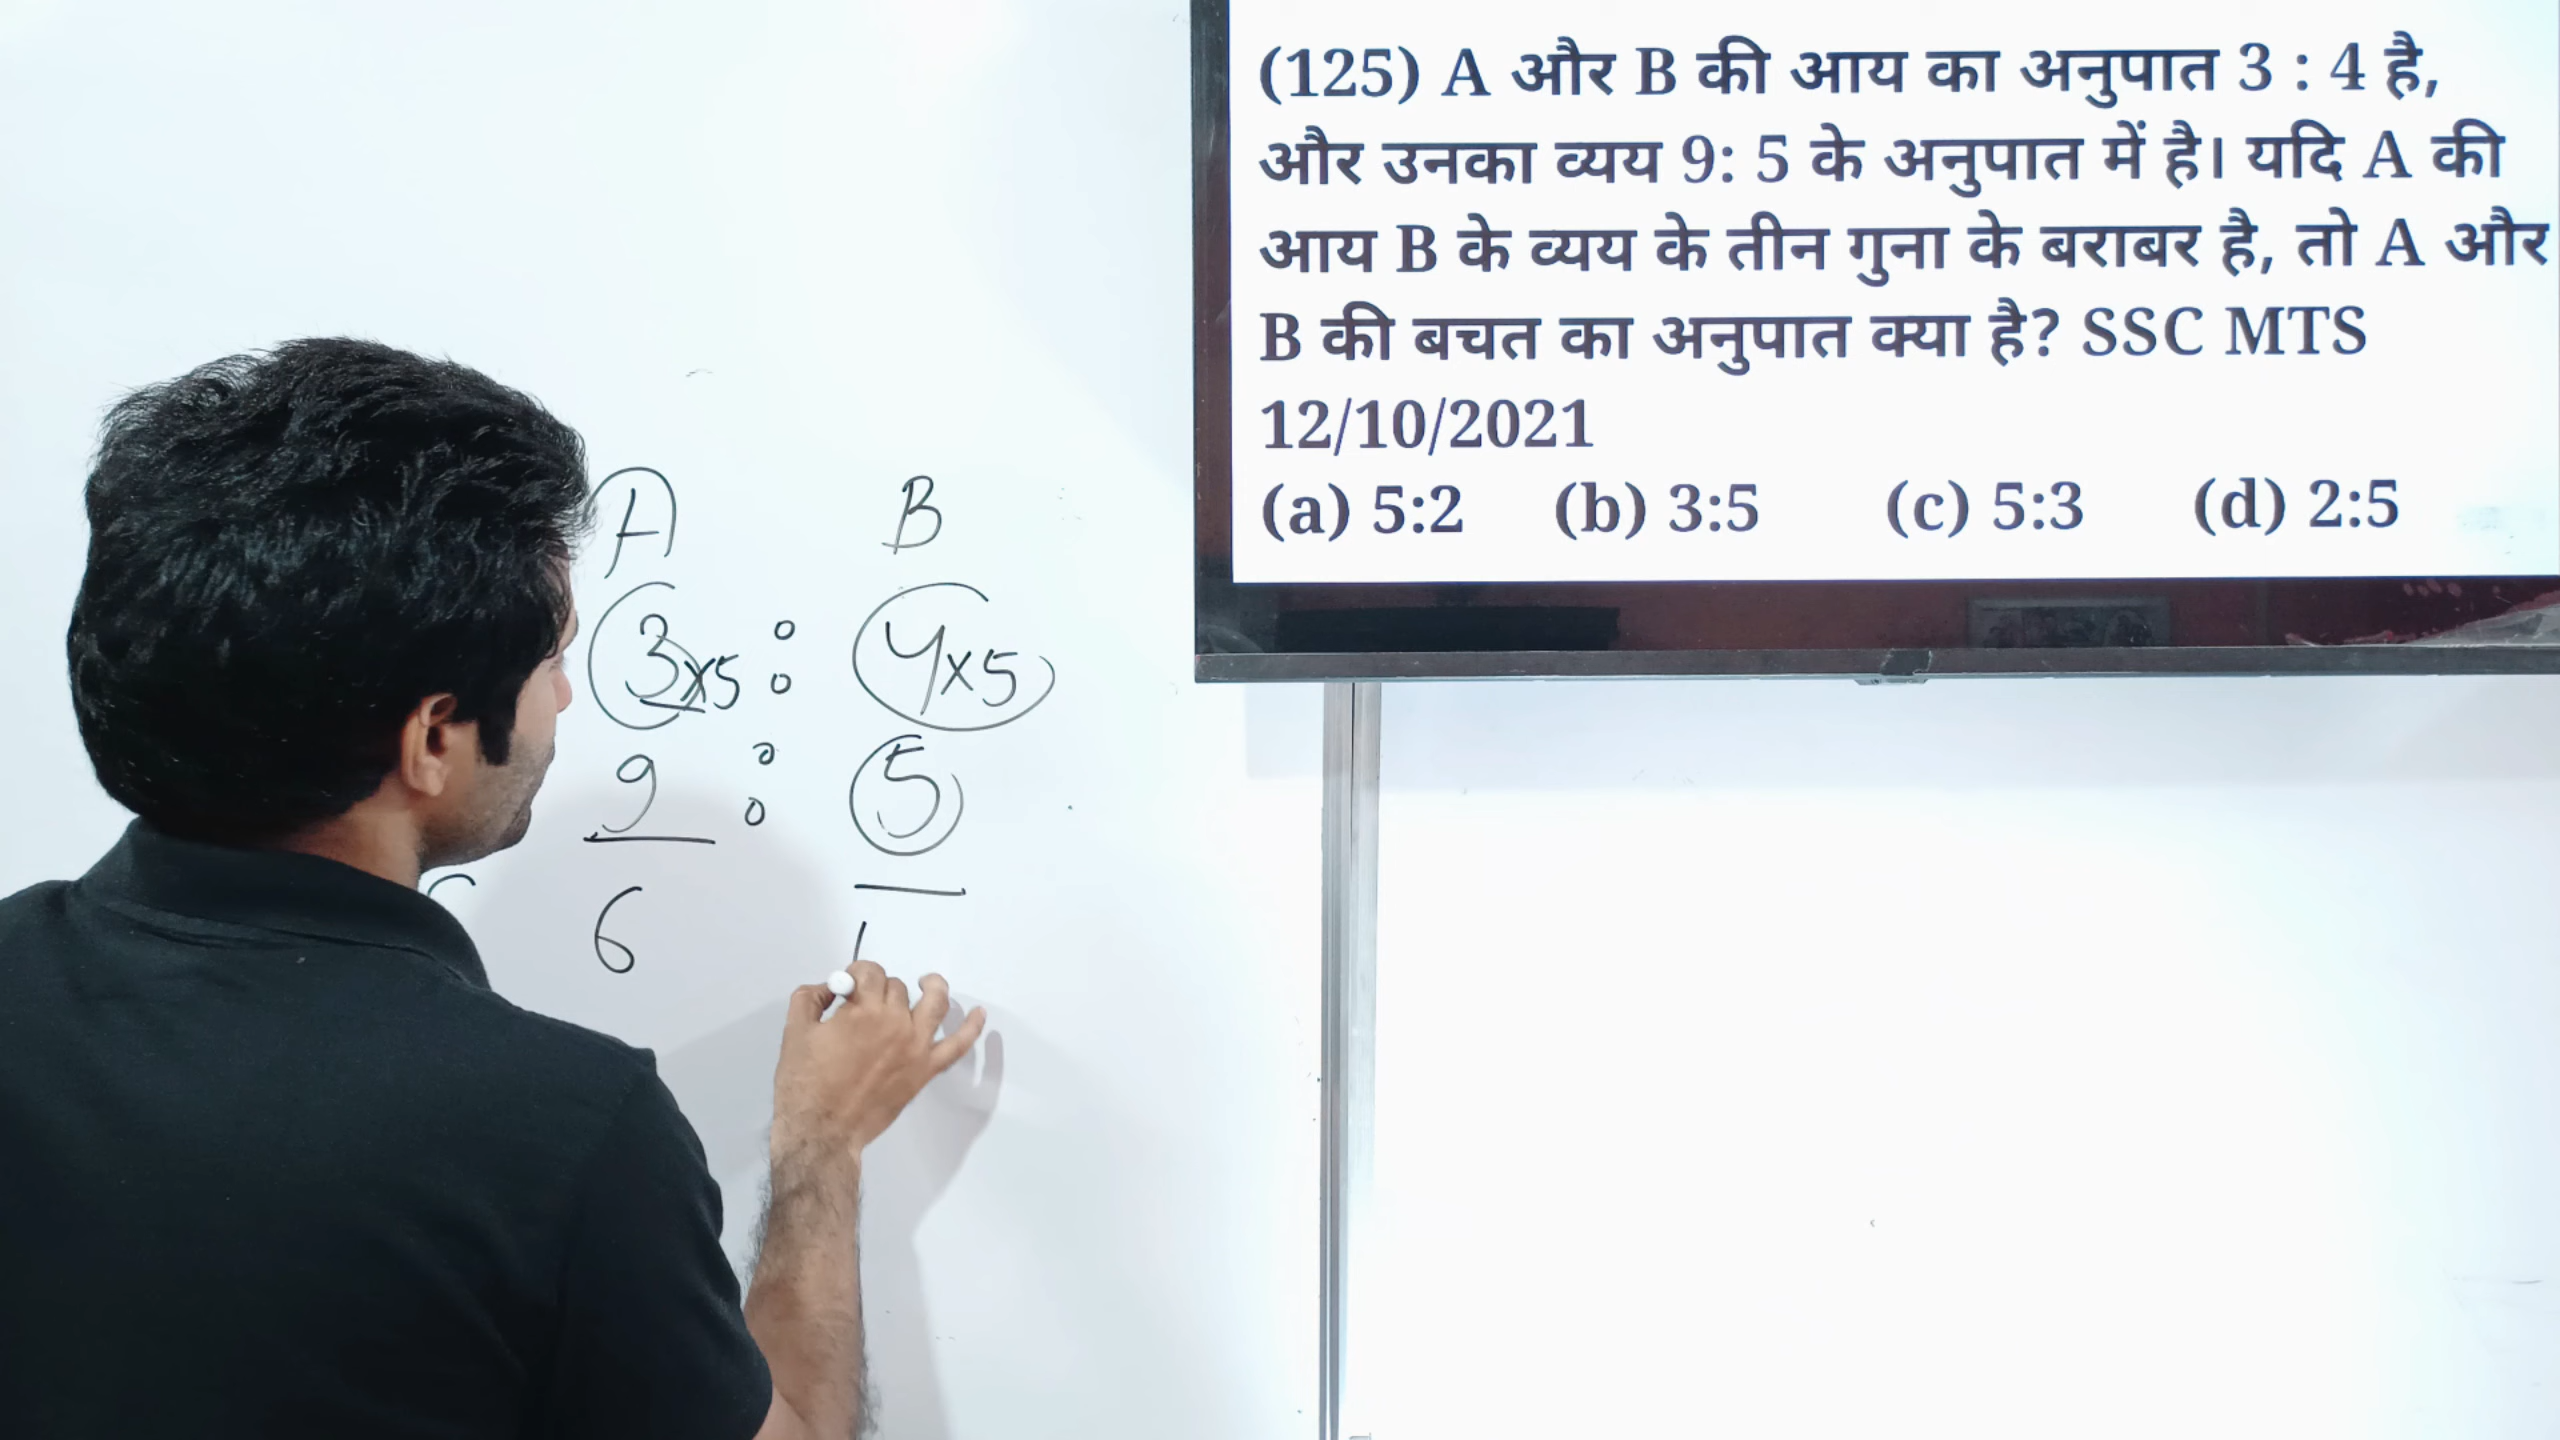 (125) A और B की आय का अनुपात 3 : 4 है,
और उनका व्यय 9: 5 के अनुपात में है। यदि A की
आय B के व्यय के तीन गुना के बराबर है, तो A और
B की बचत का अनुपात क्या है? SSC MTS
12/10/2021
(a) 5:2 (b) 3:5 (c) 5:3 (d) 2:5
A B
3x5 : 4x5
9 : 5
6 1